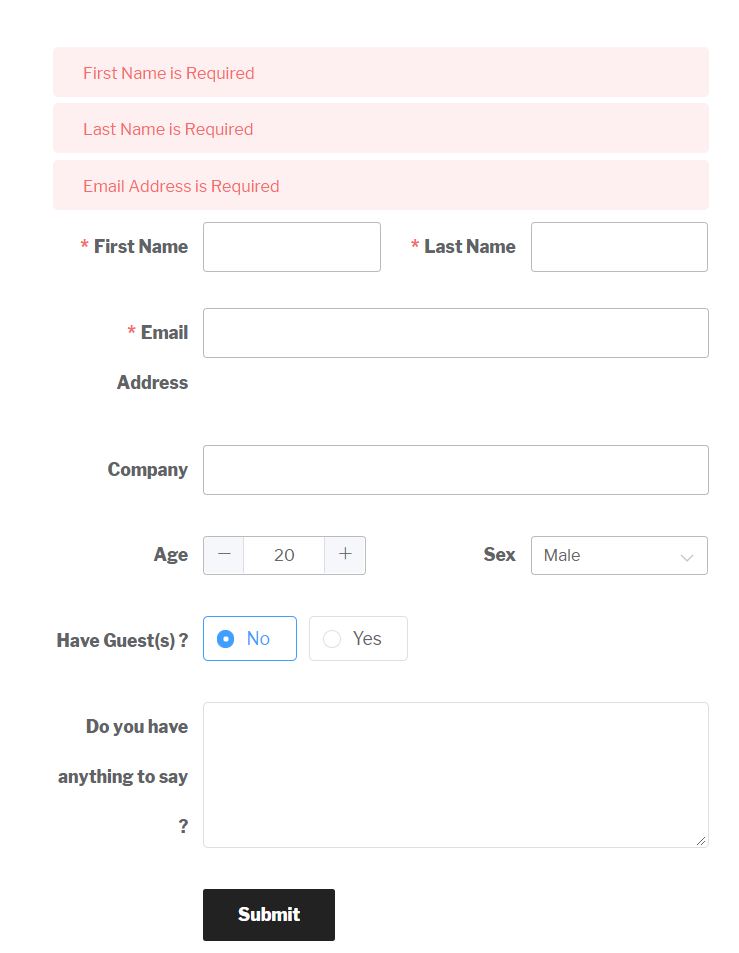 First Name is Required
Last Name is Required
Email Address is Required
* First Name
* Last Name
* Email
Address
Company
Age
− 20 +
Sex
Male
Have Guest(s) ?
No
Yes
Do you have
anything to say
?
Submit